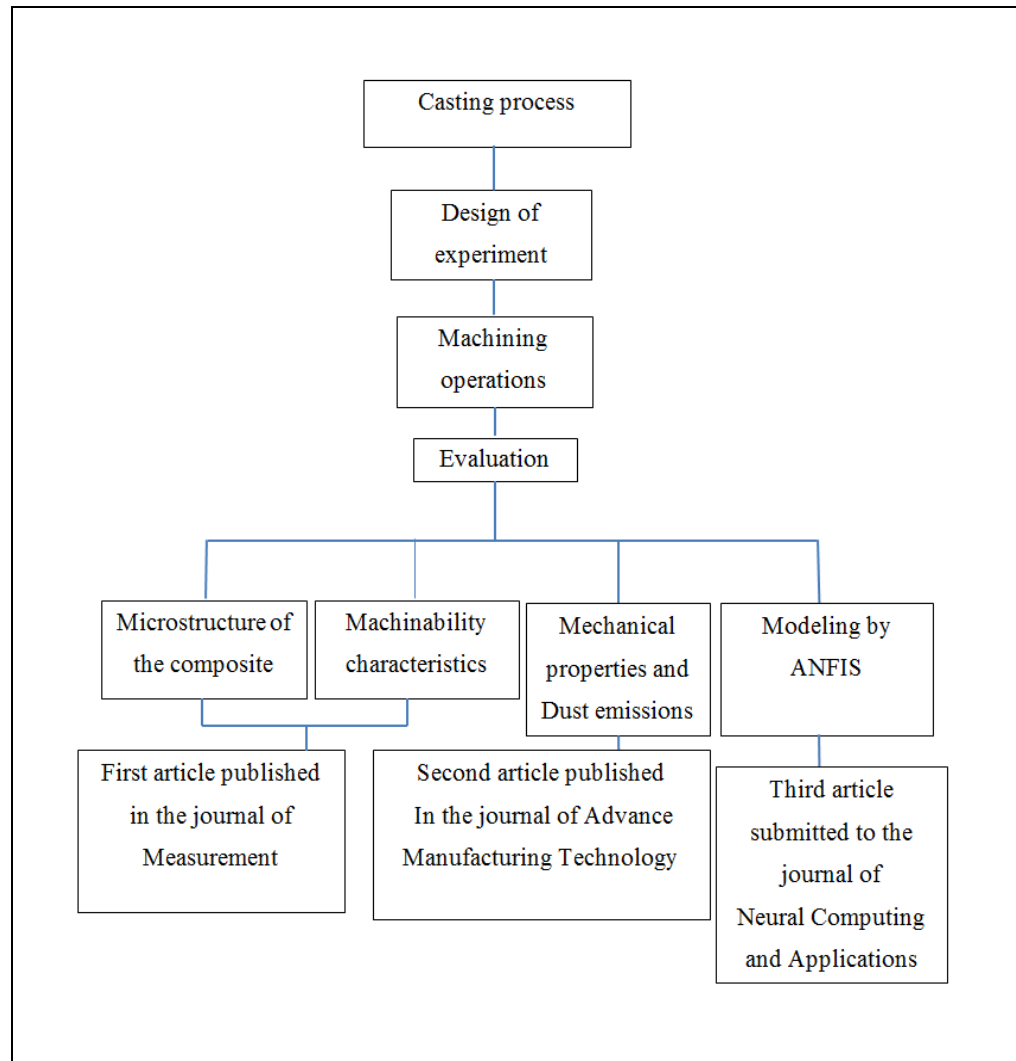 Casting process
Design of
experiment
Machining
operations
Evaluation
Microstructure of
the composite
Machinability
characteristics
Mechanical
properties and
Dust emissions
Modeling by
ANFIS
First article published
in the journal of
Measurement
Second article published
In the journal of Advance
Manufacturing Technology
Third article
submitted to the
journal of
Neural Computing
and Applications